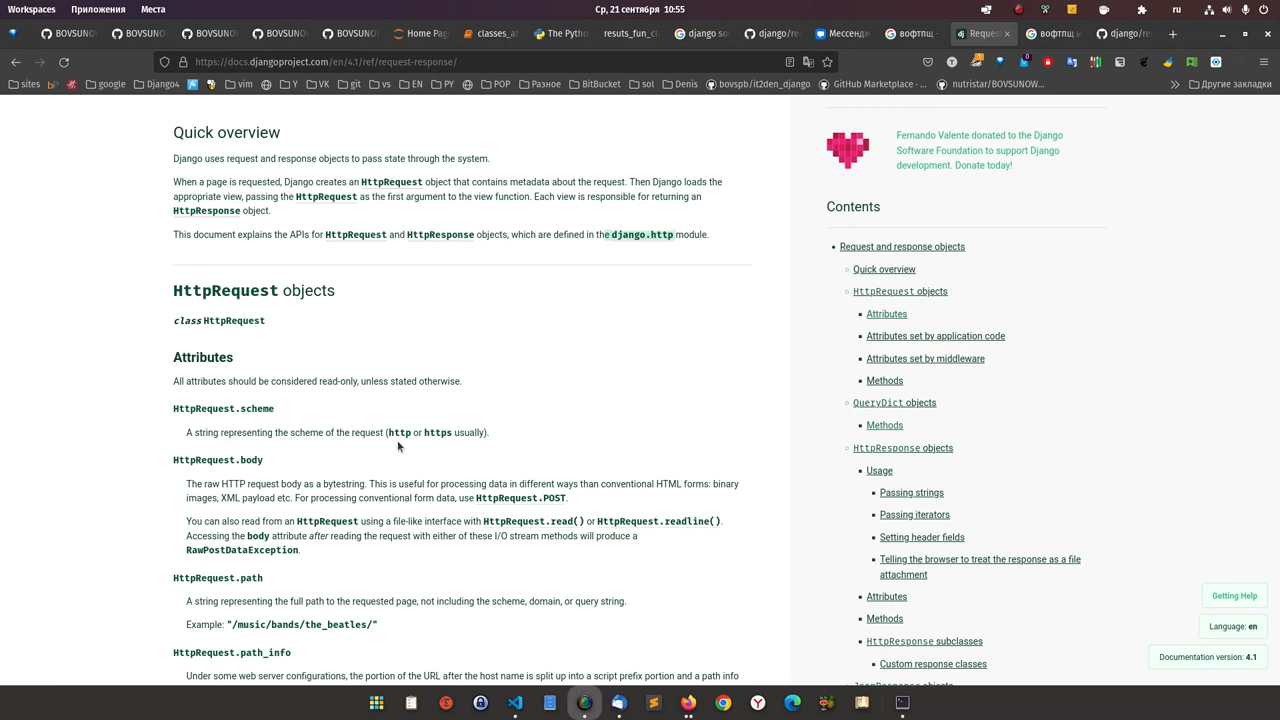 Workspaces Приложения Места Ср, 21 сентября 10:55 ru
BOVSUNO BOVSUNO BOVSUNO BOVSUNO Home Pag classes_at The Pytho resuts_fun_cl django so django/re Мессендж вофтпщ - Reques вофтпщ django/re
https://docs.djangoproject.com/en/4.1/ref/request-response/
sites google Django4 vim Y VK git vs EN PY POP Разное BitBucket sol Denis bovspb/it2den_django GitHub Marketplace · ... nutristar/BOVSUNOW... Другие закладки
Quick overview
Django uses request and response objects to pass state through the system.
When a page is requested, Django creates an HttpRequest object that contains metadata about the request. Then Django loads the
appropriate view, passing the HttpRequest as the first argument to the view function. Each view is responsible for returning an
HttpResponse object.
This document explains the APIs for HttpRequest and HttpResponse objects, which are defined in the django.http module.
HttpRequest objects
class HttpRequest
Attributes
All attributes should be considered read-only, unless stated otherwise.
HttpRequest.scheme
A string representing the scheme of the request (http or https usually).
HttpRequest.body
The raw HTTP request body as a bytestring. This is useful for processing data in different ways than conventional HTML forms: binary
images, XML payload etc. For processing conventional form data, use HttpRequest.POST.
You can also read from an HttpRequest using a file-like interface with HttpRequest.read() or HttpRequest.readline().
Accessing the body attribute after reading the request with either of these I/O stream methods will produce a
RawPostDataException.
HttpRequest.path
A string representing the full path to the requested page, not including the scheme, domain, or query string.
Example: "/music/bands/the_beatles/"
HttpRequest.path_info
Under some web server configurations, the portion of the URL after the host name is split up into a script prefix portion and a path info
Fernando Valente donated to the Django
Software Foundation to support Django
development. Donate today!
Contents
Request and response objects
Quick overview
HttpRequest objects
Attributes
Attributes set by application code
Attributes set by middleware
Methods
QueryDict objects
Methods
HttpResponse objects
Usage
Passing strings
Passing iterators
Setting header fields
Telling the browser to treat the response as a file
attachment
Attributes
Methods
HttpResponse subclasses
Custom response classes
Getting Help
Language: en
Documentation version: 4.1